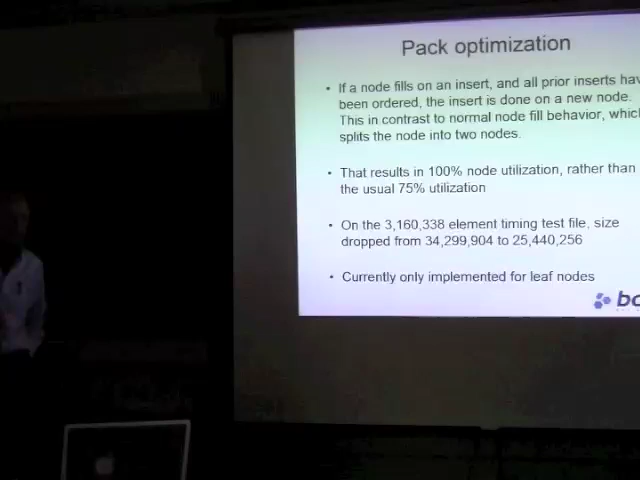 Pack optimization
• If a node fills on an insert, and all prior inserts
been ordered, the insert is done on a new node.
This in contrast to normal node fill behavior,
splits the node into two nodes.
• That results in 100% node utilization, rather than
the usual 75% utilization
• On the 3,160,338 element timing test file, size
dropped from 34,299,904 to 25,440,256
• Currently only implemented for leaf nodes